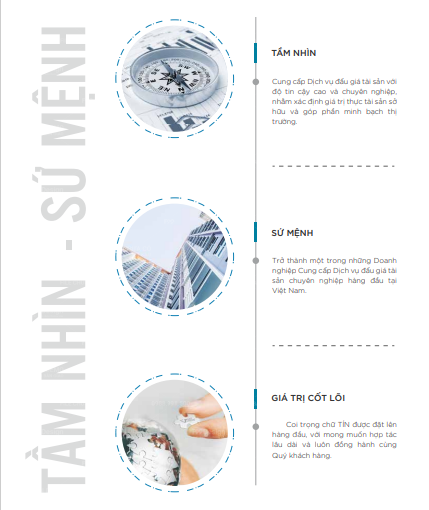 TẦM NHÌN - SỨ MỆNH
TẦM NHÌN
Cung cấp Dịch vụ đấu giá tài sản với
độ tin cậy cao và chuyên nghiệp,
nhằm xác định giá trị thực tài sản sở
hữu và góp phần minh bạch thị
trường.
SỨ MỆNH
Trở thành một trong những Doanh
nghiệp Cung cấp Dịch vụ đấu giá tài
sản chuyên nghiệp hàng đầu tại
Việt Nam.
GIÁ TRỊ CỐT LÕI
Coi trọng chữ TÍN được đặt lên
hàng đầu, với mong muốn hợp tác
lâu dài và luôn đồng hành cùng
Quý khách hàng.